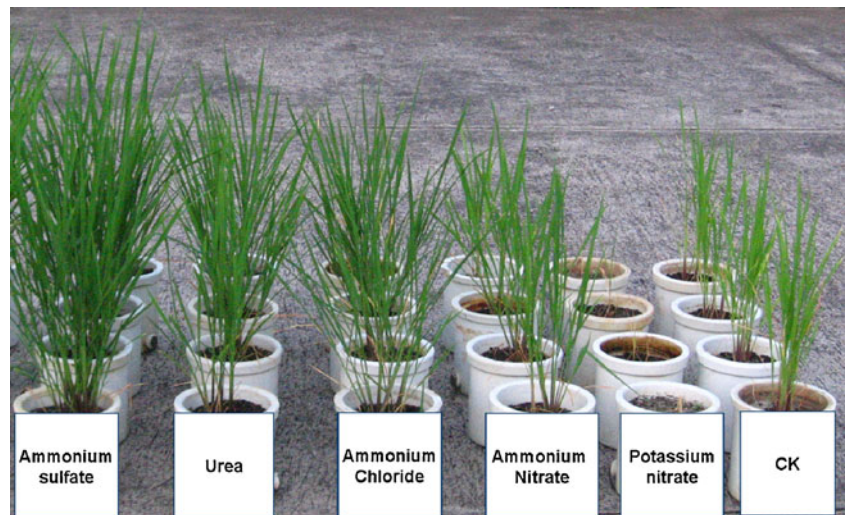 Ammonium
sulfate
Urea
Ammonium
Chloride
Ammonium
Nitrate
Potassium
nitrate
CK